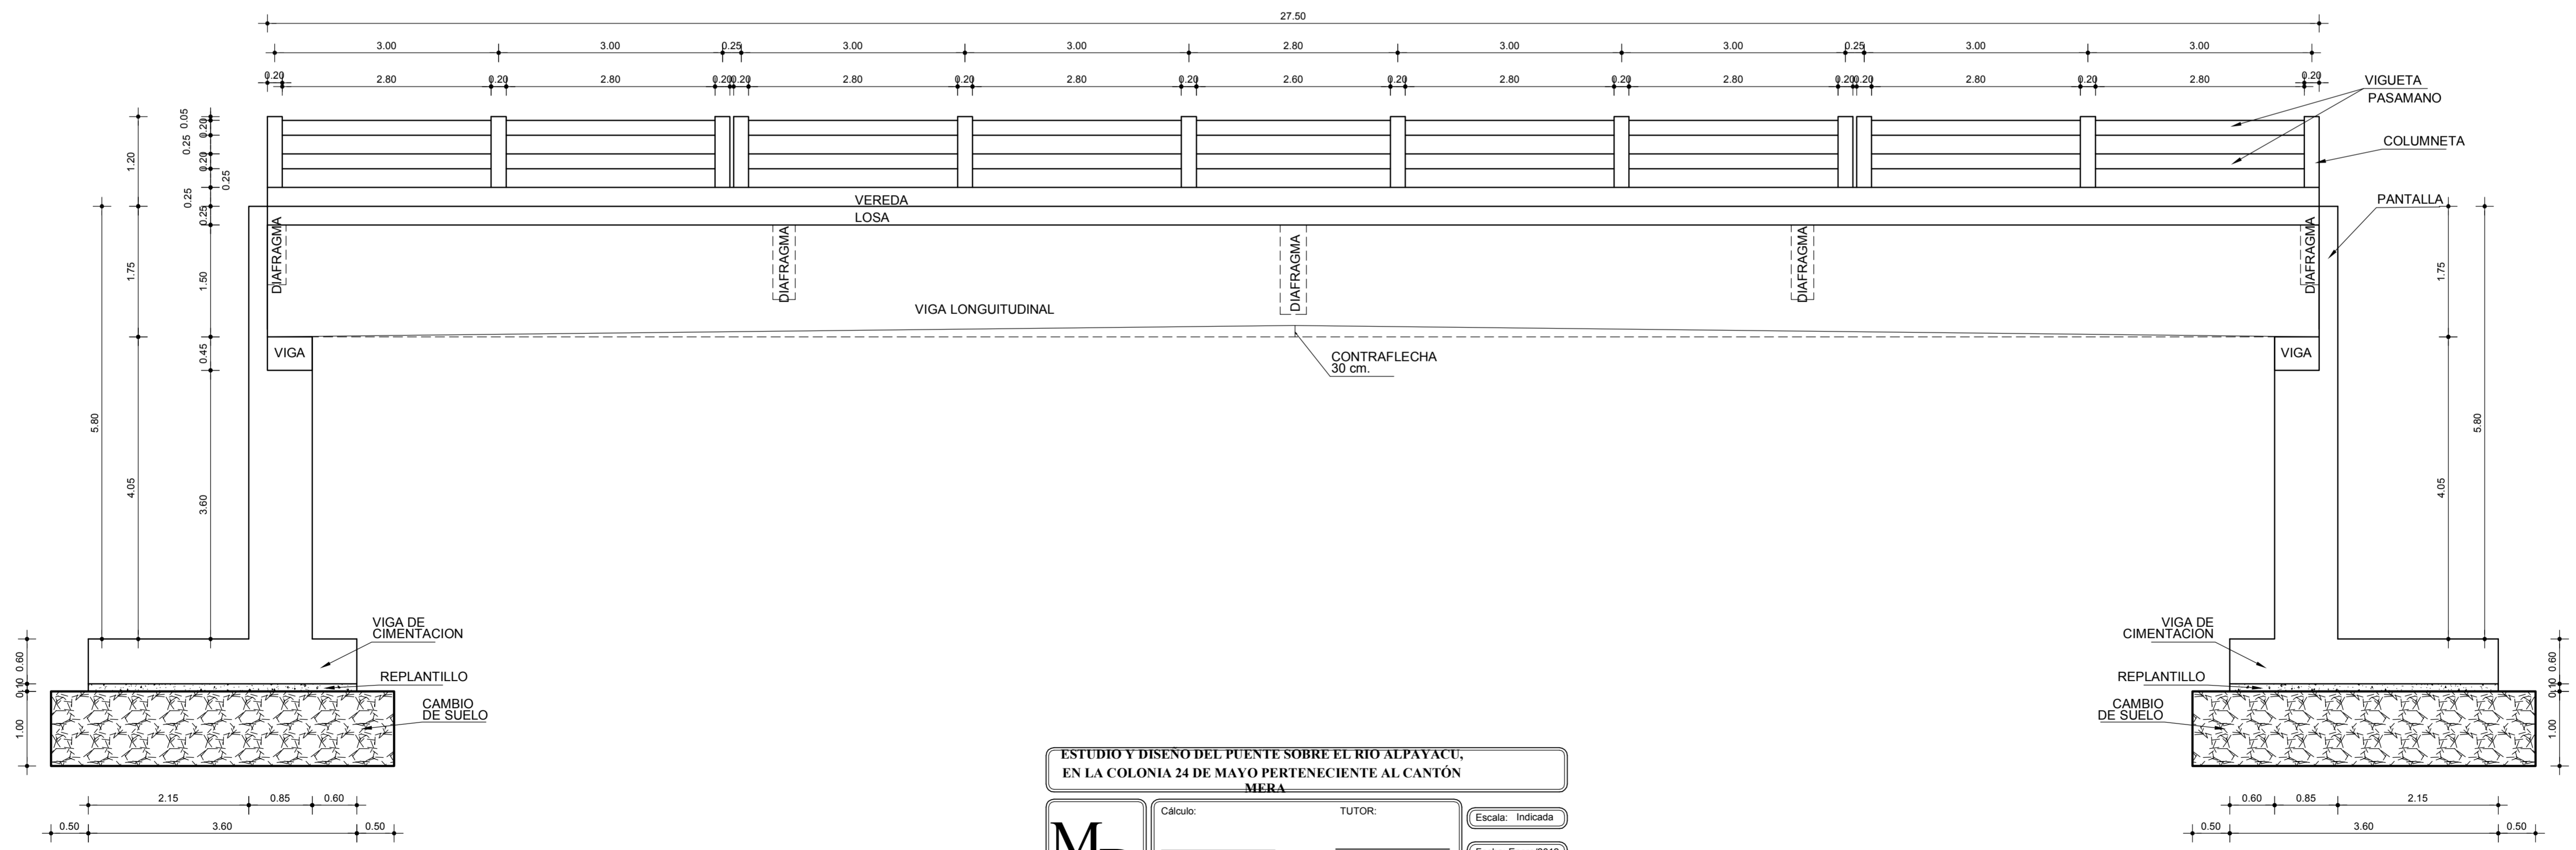 27.50
3.00 3.00 0.25 3.00 3.00 2.80 3.00 3.00 0.25 3.00 3.00
0.20 2.80 0.20 2.80 0.20 0.20 2.80 0.20 2.80 0.20 2.60 0.20 2.80 0.20 2.80 0.20 0.20 2.80 0.20 2.80 0.20
VIGUETA
PASAMANO
COLUMNETA
PANTALLA
0.05
0.20
0.25
0.20
0.25
0.25
0.25
1.20
1.75
1.50
0.45
5.80
4.05
3.60
VEREDA
LOSA
DIAFRAGMA
DIAFRAGMA
DIAFRAGMA
DIAFRAGMA
DIAFRAGMA
VIGA LONGUITUDINAL
VIGA
VIGA
CONTRAFLECHA
30 cm.
1.75
4.05
5.80
VIGA DE
CIMENTACION
REPLANTILLO
CAMBIO
DE SUELO
0.60
0.10
1.00
2.15 0.85 0.60
0.50 3.60 0.50
VIGA DE
CIMENTACION
REPLANTILLO
CAMBIO
DE SUELO
0.60
0.10
1.00
0.60 0.85 2.15
0.50 3.60 0.50
ESTUDIO Y DISEÑO DEL PUENTE SOBRE EL RIO ALPAYACU,
EN LA COLONIA 24 DE MAYO PERTENECIENTE AL CANTÓN
MERA
M
Cálculo:
TUTOR:
Escala: Indicada